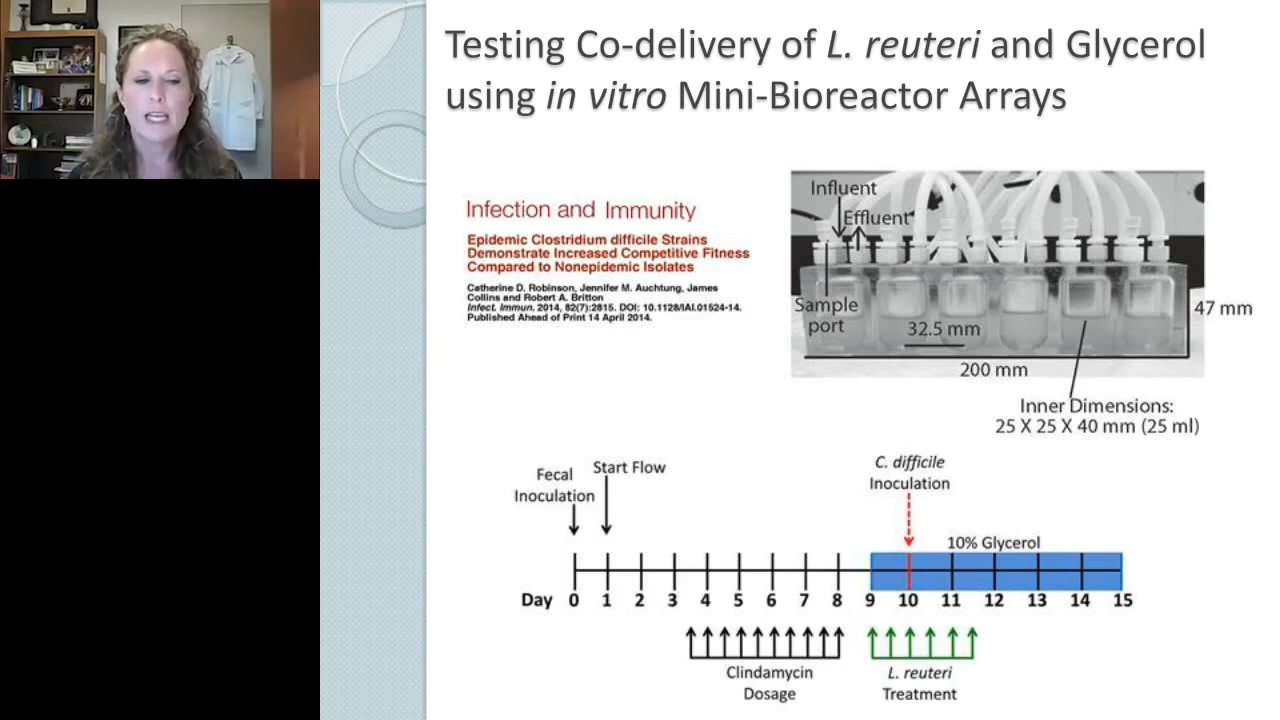 Testing Co-delivery of L. reuteri and Glycerol
using in vitro Mini-Bioreactor Arrays
Infection and Immunity
Epidemic Clostridium difficile Strains
Demonstrate Increased Competitive Fitness
Compared to Nonepidemic Isolates
Catherine D. Robinson, Jennifer M. Auchtung, James
Collins and Robert A. Britton
Infect. Immun. 2014, 82(7):2815. DOI: 10.1128/IAI.01524-14.
Published Ahead of Print 14 April 2014.
Influent
Effluent
Sample
port
32.5 mm
47 mm
200 mm
Inner Dimensions:
25 X 25 X 40 mm (25 ml)
Fecal
Inoculation
Start Flow
C. difficile
Inoculation
10% Glycerol
Day 0 1 2 3 4 5 6 7 8 9 10 11 12 13 14 15
Clindamycin
Dosage
L. reuteri
Treatment